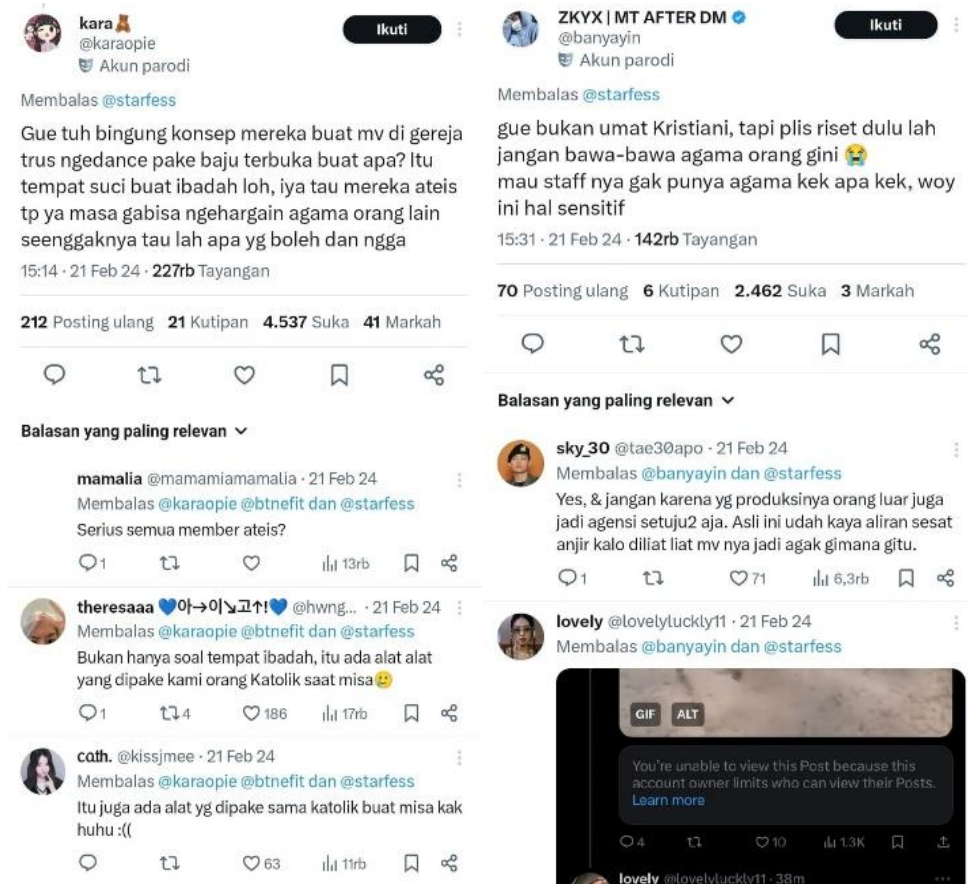 kara🧸
@karaopie
Akun parodi
Ikuti
Membalas @starfess
Gue tuh bingung konsep mereka buat mv di gereja
trus ngedance pake baju terbuka buat apa? Itu
tempat suci buat ibadah loh, iya tau mereka ateis
tp ya masa gabisa ngehargain agama orang lain
seenggaknya tau lah apa yg boleh dan ngga
15:14 · 21 Feb 24 · 227rb Tayangan
212 Posting ulang 21 Kutipan 4.537 Suka 41 Markah
Balasan yang paling relevan
mamalia @mamamiamamalia · 21 Feb 24
Membalas @karaopie @btnefit dan @starfess
Serius semua member ateis?
1 13rb
theresaaa 💙아→이↘고↑!💙 @hwng... · 21 Feb 24
Membalas @karaopie @btnefit dan @starfess
Bukan hanya soal tempat ibadah, itu ada alat alat
yang dipake kami orang Katolik saat misa🥲
1 4 186 17rb
cath. @kissjmee · 21 Feb 24
Membalas @karaopie @btnefit dan @starfess
Itu juga ada alat yg dipake sama katolik buat misa kak
huhu :((
63 11rb
ZKYX | MT AFTER DM
@banyayin
Akun parodi
Ikuti
Membalas @starfess
gue bukan umat Kristiani, tapi plis riset dulu lah
jangan bawa-bawa agama orang gini 😭
mau staff nya gak punya agama kek apa kek, woy
ini hal sensitif
15:31 · 21 Feb 24 · 142rb Tayangan
70 Posting ulang 6 Kutipan 2.462 Suka 3 Markah
Balasan yang paling relevan
sky_30 @tae30apo · 21 Feb 24
Membalas @banyayin dan @starfess
Yes, & jangan karena yg produksinya orang luar juga
jadi agensi setuju2 aja. Asli ini udah kaya aliran sesat
anjir kalo diliat liat mv nya jadi agak gimana gitu.
1 71 6,3rb
lovely @lovelyluckly11 · 21 Feb 24
Membalas @banyayin dan @starfess
GIF ALT
You're unable to view this Post because this
account owner limits who can view their Posts.
Learn more
4 10 1.3K
lovely @lovelyluckly11 · 38m